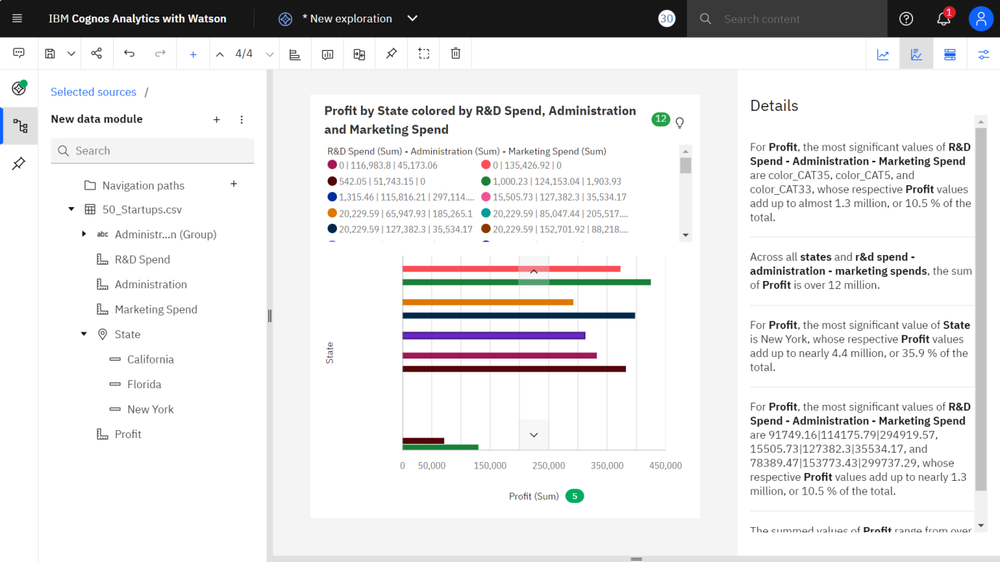 IBM Cognos Analytics with Watson
* New exploration
30
Search content
1
4/4
Selected sources /
New data module
Search
Navigation paths
50_Startups.csv
abc Administr...n (Group)
R&D Spend
Administration
Marketing Spend
State
California
Florida
New York
Profit
Profit by State colored by R&D Spend, Administration
and Marketing Spend
12
R&D Spend (Sum) - Administration (Sum) - Marketing Spend (Sum)
0 | 116,983.8 | 45,173.06
0 | 135,426.92 | 0
542.05 | 51,743.15 | 0
1,000.23 | 124,153.04 | 1,903.93
1,315.46 | 115,816.21 | 297,114....
15,505.73 | 127,382.3 | 35,534.17
20,229.59 | 65,947.93 | 185,265.1
20,229.59 | 85,047.44 | 205,517....
20,229.59 | 127,382.3 | 35,534.17
20,229.59 | 152,701.92 | 88,218....
State
0 50,000 150,000 250,000 350,000 450,000
Profit (Sum) 5
Details
For Profit, the most significant values of R&D
Spend - Administration - Marketing Spend
are color_CAT35, color_CAT5, and
color_CAT33, whose respective Profit values
add up to almost 1.3 million, or 10.5 % of the
total.
Across all states and r&d spend -
administration - marketing spends, the sum
of Profit is over 12 million.
For Profit, the most significant value of State
is New York, whose respective Profit values
add up to nearly 4.4 million, or 35.9 % of the
total.
For Profit, the most significant values of R&D
Spend - Administration - Marketing Spend
are 91749.16|114175.79|294919.57,
15505.73|127382.3|35534.17, and
78389.47|153773.43|299737.29, whose
respective Profit values add up to nearly 1.3
million, or 10.5 % of the total.
The summed values of Profit range from over